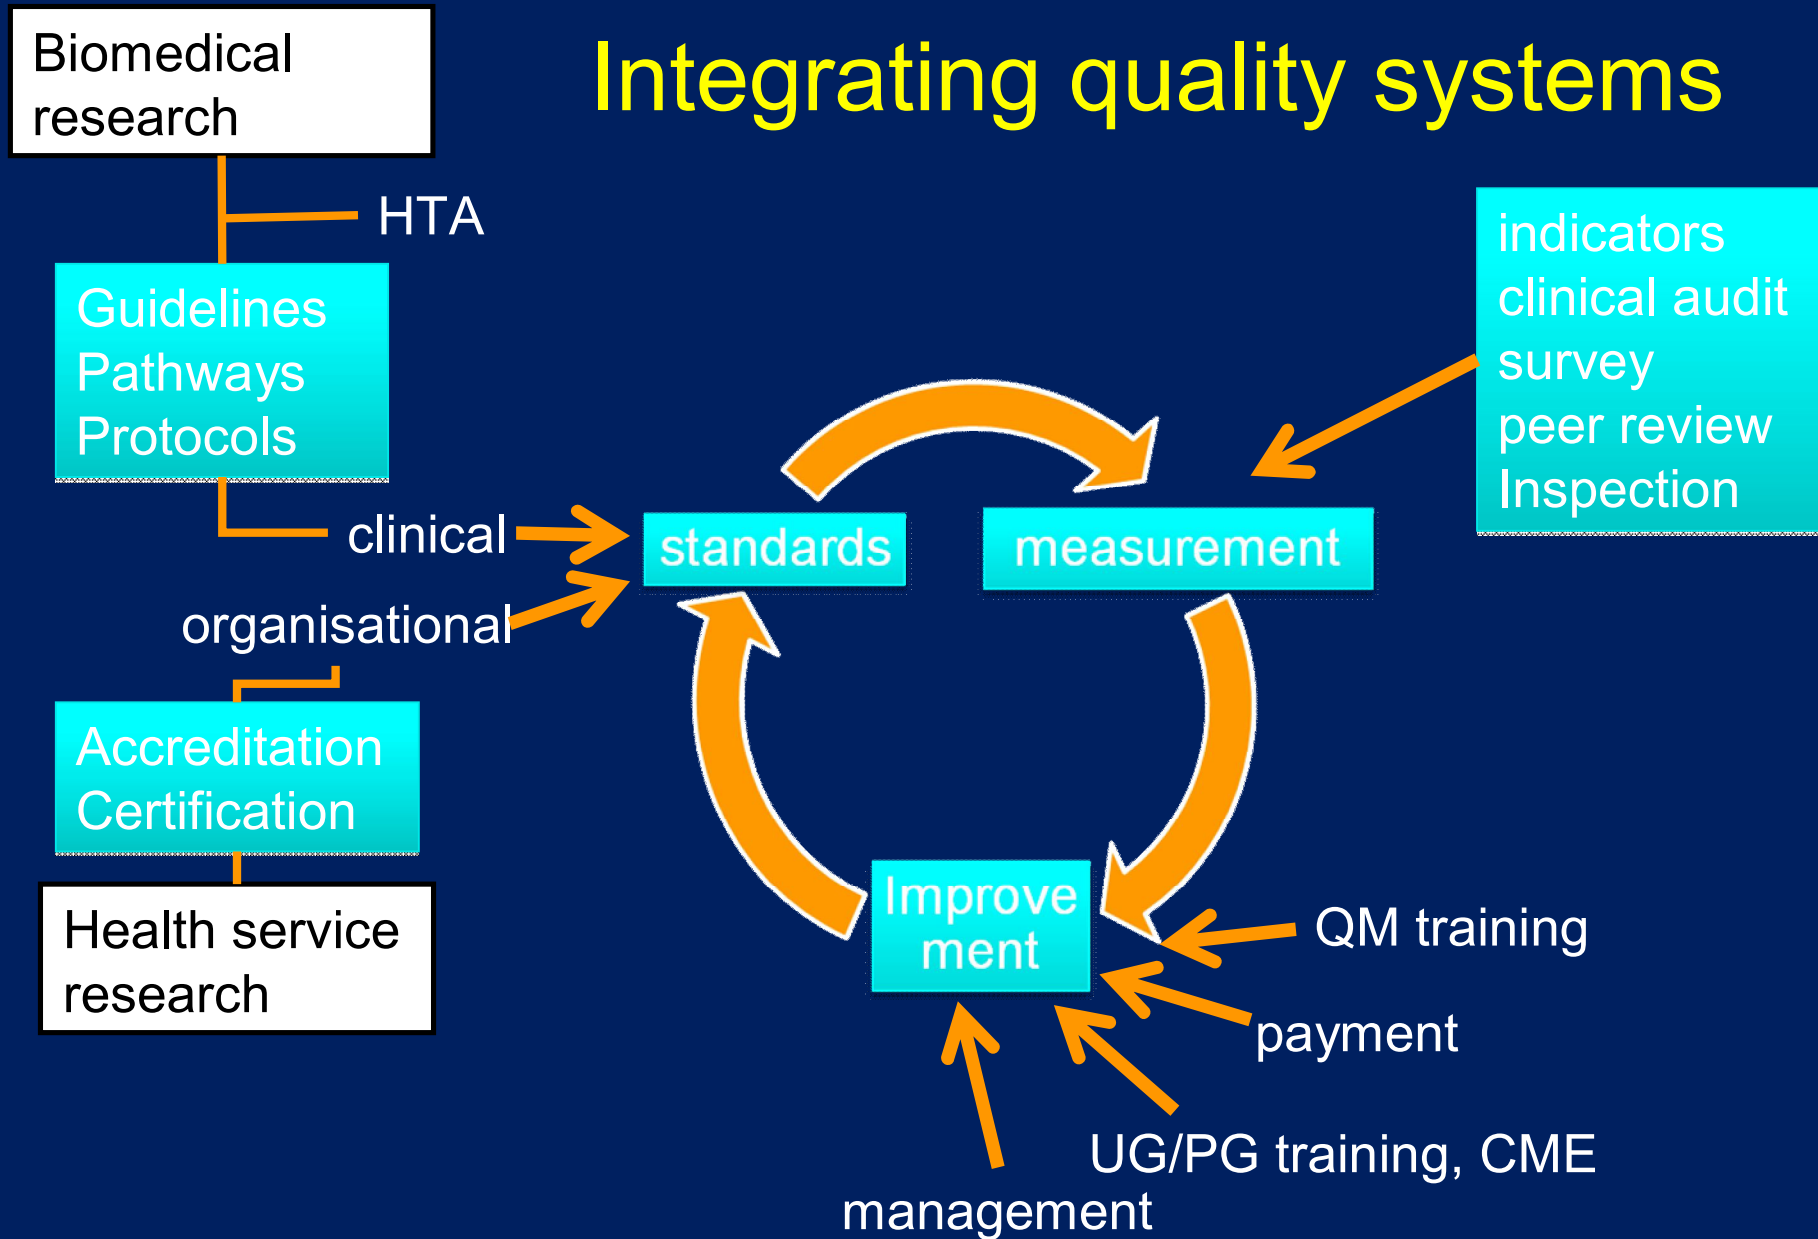 Integrating quality systems
Biomedical
research
HTA
Guidelines
Pathways
Protocols
clinical
organisational
Accreditation
Certification
Health service
research
standards
measurement
indicators
clinical audit
survey
peer review
Inspection
Improve
ment
QM training
payment
UG/PG training, CME
management